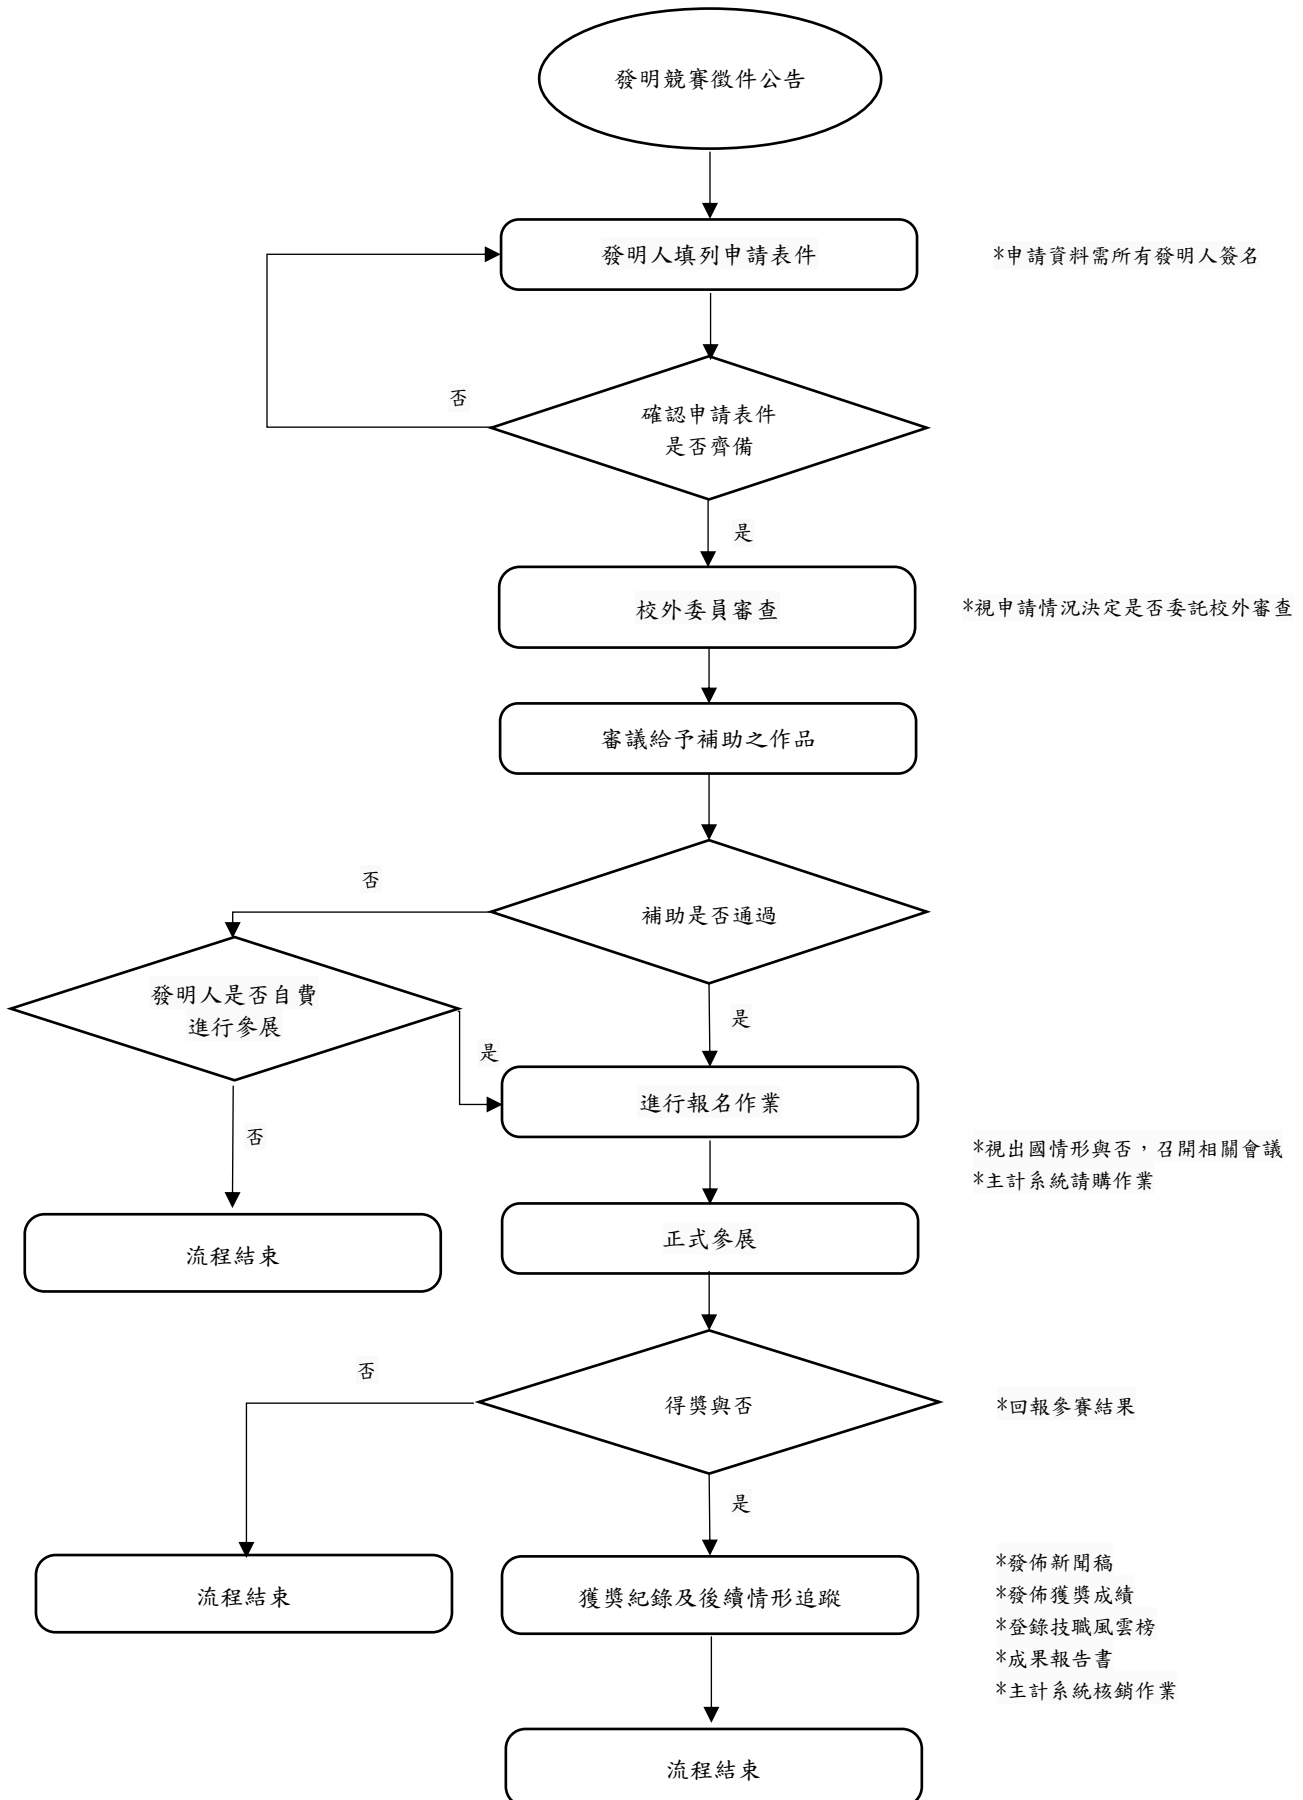 發明競賽徵件公告
發明人填列申請表件
*申請資料需所有發明人簽名
否
確認申請表件
是否齊備
是
校外委員審查
*視申請情況決定是否委託校外審查
審議給予補助之作品
否
補助是否通過
發明人是否自費
進行參展
是
是
進行報名作業
否
*視出國情形與否，召開相關會議
*主計系統請購作業
正式參展
流程結束
否
得獎與否
*回報參賽結果
是
流程結束
獲獎紀錄及後續情形追蹤
*發佈新聞稿
*發佈獲獎成績
*登錄技職風雲榜
*成果報告書
*主計系統核銷作業
流程結束